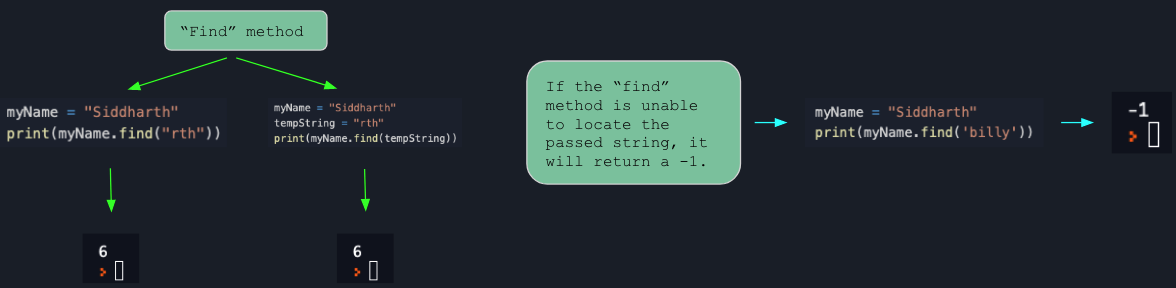 “Find” method
myName = "Siddharth"
print(myName.find("rth"))
6
myName = "Siddharth"
tempString = "rth"
print(myName.find(tempString))
6
If the “find”
method is unable
to locate the
passed string, it
will return a -1.
myName = "Siddharth"
print(myName.find('billy'))
-1